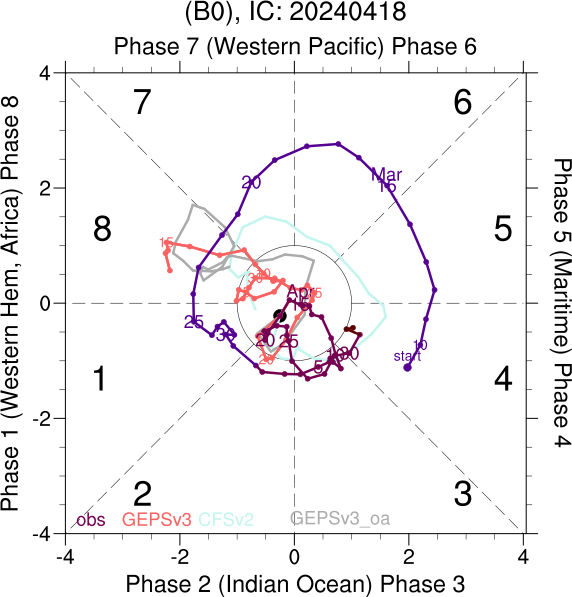 (B0), IC: 20240418
Phase 7 (Western Pacific) Phase 6
Phase 1 (Western Hem, Africa) Phase 8
Phase 5 (Maritime) Phase 4
4
2
0
-2
-4
7
6
8
5
1
4
2
3
20
Mar
15
15
Apr
25
10
start
20
25
5
30
obs
GEPSv3
CFSv2
GEPSv3_oa
-4
-2
0
2
4
Phase 2 (Indian Ocean) Phase 3